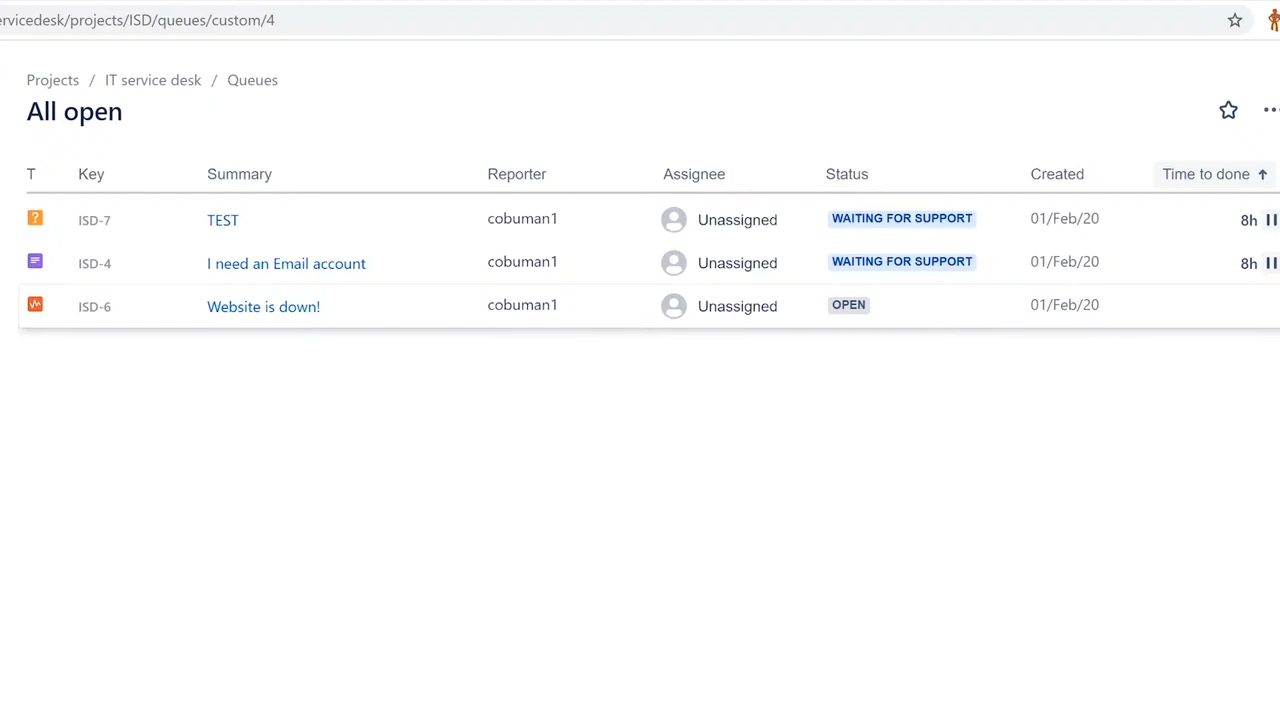 ervicedesk/projects/ISD/queues/custom/4
Projects / IT service desk / Queues
All open
T Key Summary Reporter Assignee Status Created Time to done
ISD-7 TEST cobuman1 Unassigned WAITING FOR SUPPORT 01/Feb/20 8h
ISD-4 I need an Email account cobuman1 Unassigned WAITING FOR SUPPORT 01/Feb/20 8h
ISD-6 Website is down! cobuman1 Unassigned OPEN 01/Feb/20